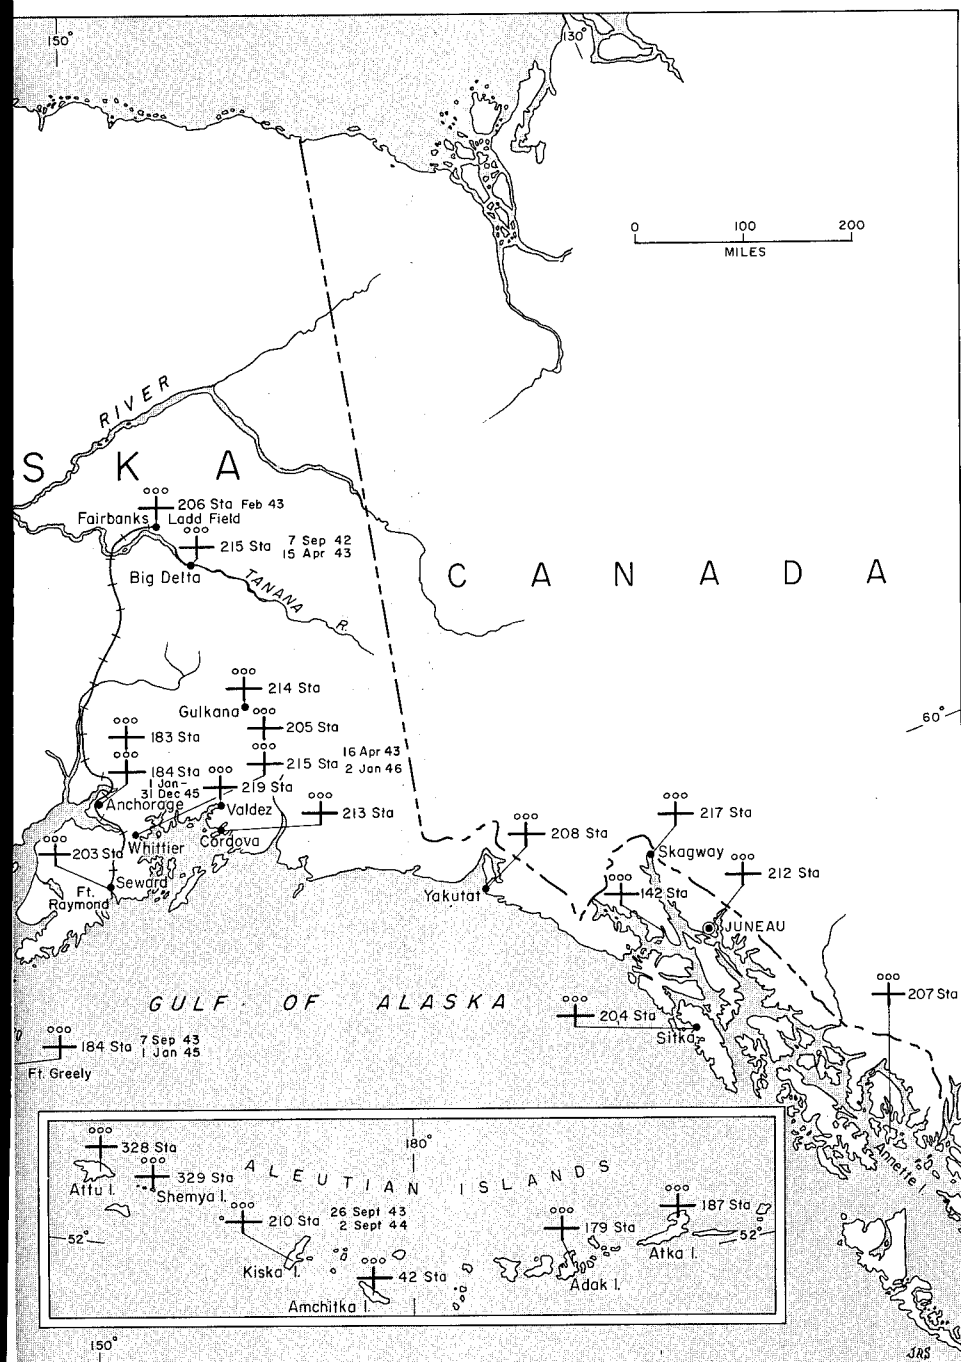 150°
130°
0 100 200
MILES
RIVER
S K A
206 Sta Feb 43
Fairbanks Ladd Field
215 Sta 7 Sep 42
15 Apr 43
Big Delta
TANANA R.
C A N A D A
214 Sta
Gulkana
60°
205 Sta
183 Sta
16 Apr 43
215 Sta 2 Jan 46
184 Sta
1 Jan-
31 Dec 45
219 Sta
Anchorage
Valdez
213 Sta
217 Sta
208 Sta
Whittier
Cordova
203 Sta
Skagway
212 Sta
Seward
Ft.
Raymond
Yakutat
142 Sta
JUNEAU
GULF OF ALASKA
207 Sta
204 Sta
Sitka
184 Sta 7 Sep 43
1 Jan 45
Ft. Greely
328 Sta
180°
Annette I.
ALEUTIAN ISLANDS
329 Sta
Attu I.
Shemya I.
187 Sta
26 Sept 43
210 Sta 2 Sept 44
179 Sta
52°
52°
Atka I.
Kiska I.
42 Sta
Adak I.
Amchitka I.
150°
JRS